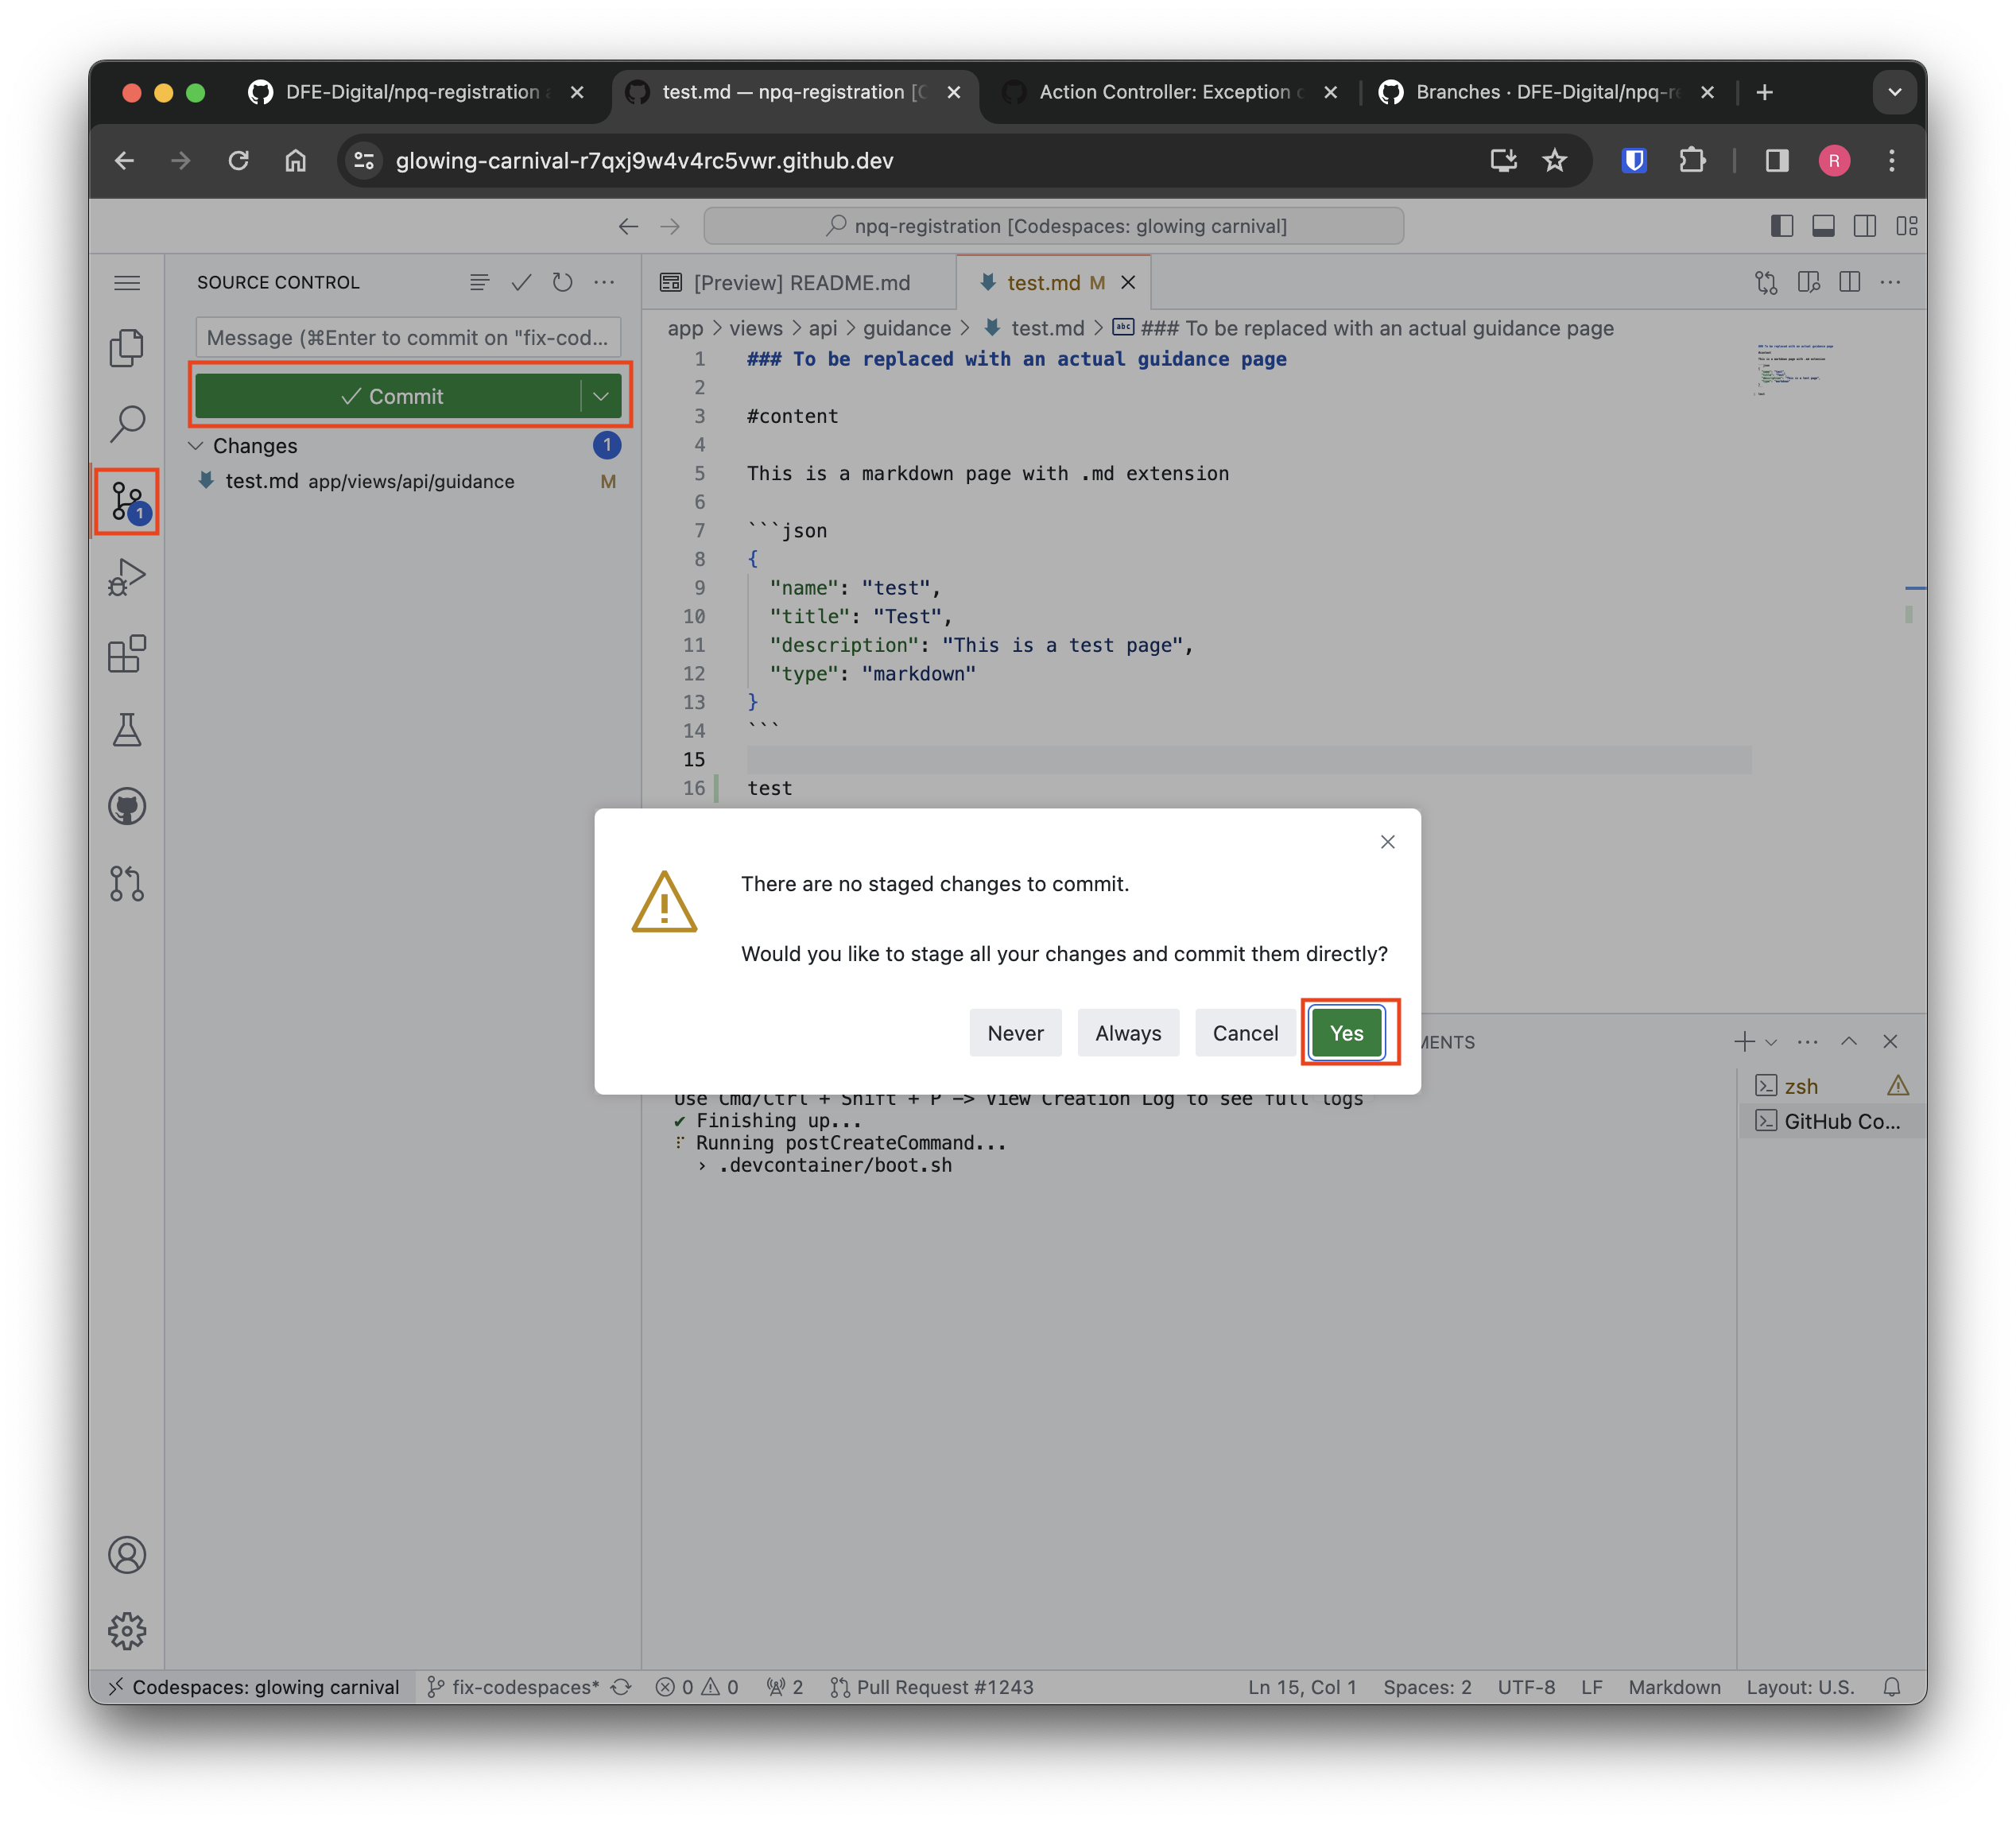 DFE-Digital/npq-registration
test.md — npq-registration [C
Action Controller: Exception
Branches · DFE-Digital/npq-re
glowing-carnival-r7qxj9w4v4rc5vwr.github.dev
R
npq-registration [Codespaces: glowing carnival]
SOURCE CONTROL
[Preview] README.md
test.md M
Message (⌘Enter to commit on "fix-cod...
app > views > api > guidance > test.md > abc ### To be replaced with an actual guidance page
Commit
Changes 1
test.md app/views/api/guidance M
1
1 ### To be replaced with an actual guidance page
2
3 #content
4
5 This is a markdown page with .md extension
6
7 ```json
8 {
9 "name": "test",
10 "title": "Test",
11 "description": "This is a test page",
12 "type": "markdown"
13 }
14 ```
15
16 test
There are no staged changes to commit.
Would you like to stage all your changes and commit them directly?
Never Always Cancel Yes
MENTS
zsh
GitHub Co...
Use Cmd/Ctrl + Shift + P -> View Creation Log to see full logs
✔ Finishing up...
⠏ Running postCreateCommand...
› .devcontainer/boot.sh
Codespaces: glowing carnival fix-codespaces* 0 0 2 Pull Request #1243 Ln 15, Col 1 Spaces: 2 UTF-8 LF Markdown Layout: U.S.